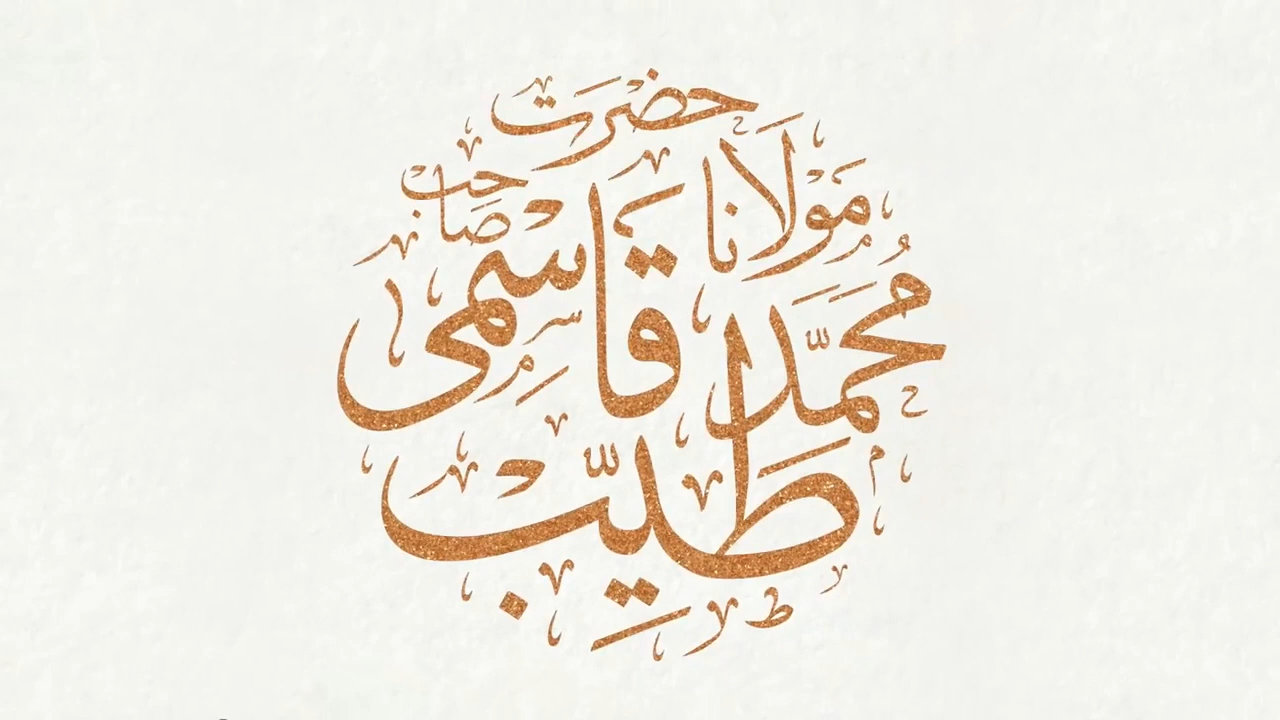 حضرت
مولانا
محمد طیب
قاسمی صاحب